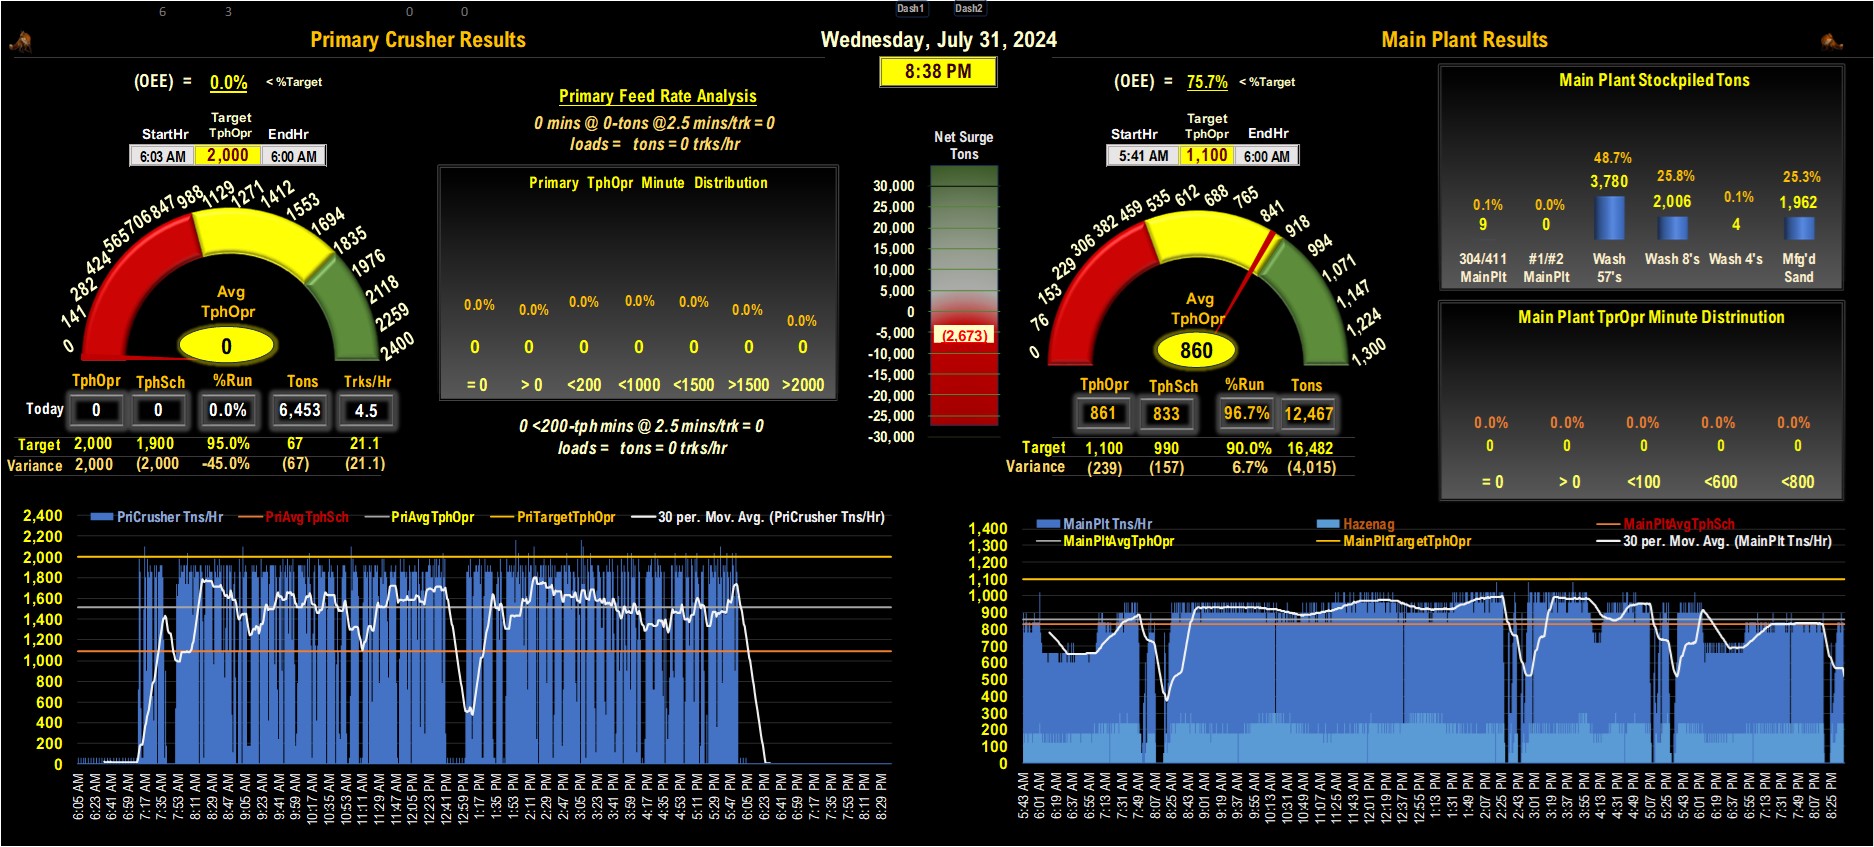 6 3 0 0 Dash1 Dash2
Primary Crusher Results
Wednesday, July 31, 2024
Main Plant Results
8:38 PM
(OEE) = 0.0% < %Target
Target
StartHr TphOpr EndHr
6:03 AM 2,000 6:00 AM
0 141 282 424 565 706 847 988 1129 1271 1412 1553 1694 1835 1976 2118 2259 2400
Avg
TphOpr
0
TphOpr TphSch %Run Tons Trks/Hr
Today 0 0 0.0% 6,453 4.5
Target 2,000 1,900 95.0% 67 21.1
Variance 2,000 (2,000 -45.0% (67) (21.1)
Primary Feed Rate Analysis
0 mins @ 0-tons @2.5 mins/trk = 0
loads = tons = 0 trks/hr
Primary TphOpr Minute Distribution
0.0% 0.0% 0.0% 0.0% 0.0% 0.0% 0.0%
0 0 0 0 0 0 0
= 0 > 0 <200 <1000 <1500 >1500 >2000
0 <200-tph mins @ 2.5 mins/trk = 0
loads = tons = 0 trks/hr
Net Surge
Tons
30,000
25,000
20,000
15,000
10,000
5,000
0
-5,000
-10,000
-15,000
-20,000
-25,000
-30,000
(2,673)
(OEE) = 75.7% < %Target
Target
StartHr TphOpr EndHr
5:41 AM 1,100 6:00 AM
0 76 153 229 306 382 459 535 612 688 765 841 918 994 1,071 1,147 1,224 1,300
Avg
TphOpr
860
TphOpr TphSch %Run Tons
861 833 96.7% 12,467
Target 1,100 990 90.0% 16,482
Variance (239) (157) 6.7% (4,015)
Main Plant Stockpiled Tons
0.1% 0.0% 48.7% 25.8% 0.1% 25.3%
9 0 3,780 2,006 4 1,962
304/411 #1/#2 Wash Wash 8's Wash 4's Mfg'd
MainPlt MainPlt 57's Sand
Main Plant TprOpr Minute Distrinution
0.0% 0.0% 0.0% 0.0% 0.0%
0 0 0 0 0
= 0 > 0 <100 <600 <800
PriCrusher Tns/Hr PriAvgTphSch PriAvgTphOpr PriTargetTphOpr 30 per. Mov. Avg. (PriCrusher Tns/Hr)
2,400
2,200
2,000
1,800
1,600
1,400
1,200
1,000
800
600
400
200
0
6:05 AM 6:23 AM 6:41 AM 6:59 AM 7:17 AM 7:35 AM 7:53 AM 8:11 AM 8:29 AM 8:47 AM 9:05 AM 9:23 AM 9:41 AM 9:59 AM 10:17 AM 10:35 AM 10:53 AM 11:11 AM 11:29 AM 11:47 AM 12:05 PM 12:23 PM 12:41 PM 12:59 PM 1:17 PM 1:35 PM 1:53 PM 2:11 PM 2:29 PM 2:47 PM 3:05 PM 3:23 PM 3:41 PM 3:59 PM 4:17 PM 4:35 PM 4:53 PM 5:11 PM 5:29 PM 5:47 PM 6:05 PM 6:23 PM 6:41 PM 6:59 PM 7:17 PM 7:35 PM 7:53 PM 8:11 PM 8:29 PM
MainPlt Tns/Hr Hazenag MainPltAvgTphSch
MainPltAvgTphOpr MainPltTargetTphOpr 30 per. Mov. Avg. (MainPlt Tns/Hr)
1,400
1,300
1,200
1,100
1,000
900
800
700
600
500
400
300
200
100
0
5:43 AM 6:01 AM 6:19 AM 6:37 AM 6:55 AM 7:13 AM 7:31 AM 7:49 AM 8:07 AM 8:25 AM 8:43 AM 9:01 AM 9:19 AM 9:37 AM 9:55 AM 10:13 AM 10:31 AM 10:49 AM 11:07 AM 11:25 AM 11:43 AM 12:01 PM 12:19 PM 12:37 PM 12:55 PM 1:13 PM 1:31 PM 1:49 PM 2:07 PM 2:25 PM 2:43 PM 3:01 PM 3:19 PM 3:37 PM 3:55 PM 4:13 PM 4:31 PM 4:49 PM 5:07 PM 5:25 PM 5:43 PM 6:01 PM 6:19 PM 6:37 PM 6:55 PM 7:13 PM 7:31 PM 7:49 PM 8:07 PM 8:25 PM